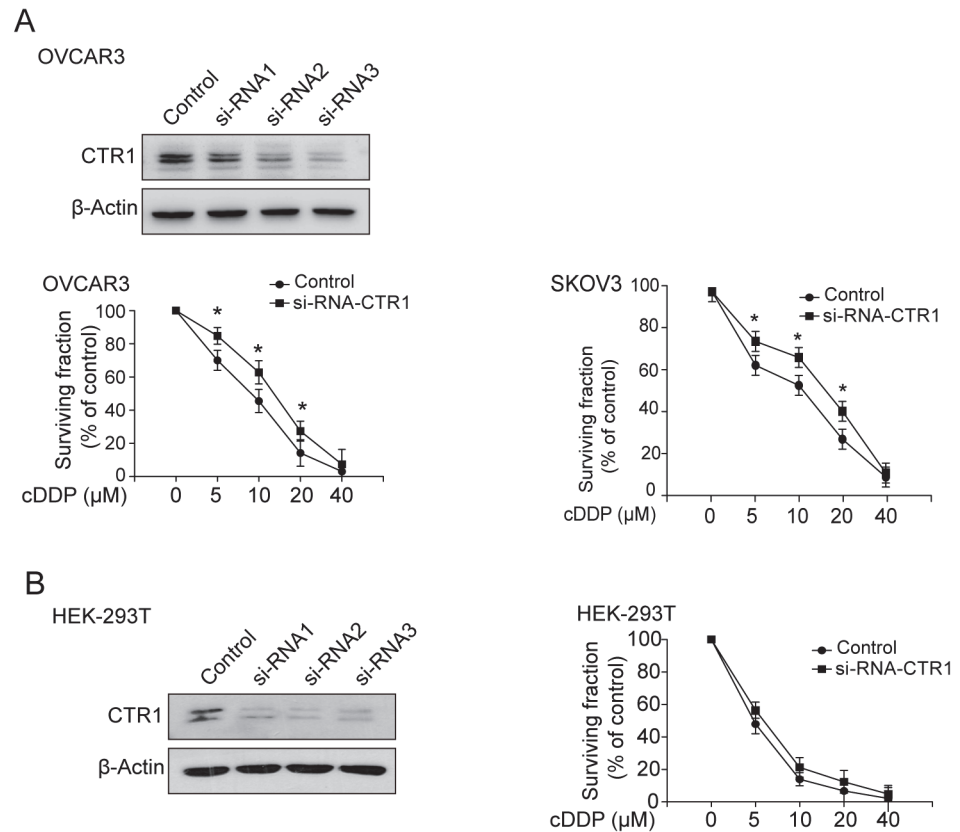 A
OVCAR3
Control si-RNA1 si-RNA2 si-RNA3
CTR1
β-Actin
OVCAR3
Control
si-RNA-CTR1
Surviving fraction
(% of control)
100
80
60
40
20
0
* * *
0 5 10 20 40
cDDP (µM)
SKOV3
Control
si-RNA-CTR1
Surviving fraction
(% of control)
100
80
60
40
20
0
* * *
0 5 10 20 40
cDDP (µM)
B
HEK-293T
Control si-RNA1 si-RNA2 si-RNA3
CTR1
β-Actin
HEK-293T
Control
si-RNA-CTR1
Surviving fraction
(% of control)
100
80
60
40
20
0
0 5 10 20 40
cDDP (µM)